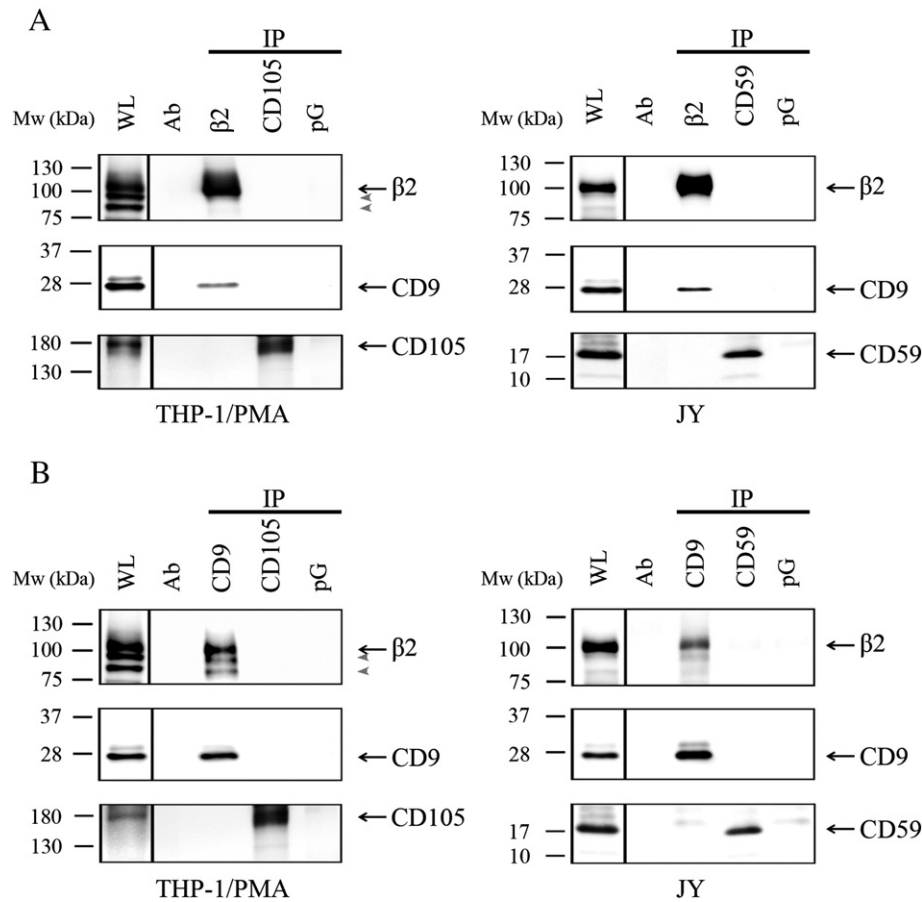 A
IP
IP
Mw (kDa) WL Ab β2 CD105 pG
Mw (kDa) WL Ab β2 CD59 pG
130
100
75
β2
130
100
75
β2
37
28
CD9
37
28
CD9
180
130
CD105
17
10
CD59
THP-1/PMA
JY
B
IP
IP
Mw (kDa) WL Ab CD9 CD105 pG
Mw (kDa) WL Ab CD9 CD59 pG
130
100
75
β2
130
100
75
β2
37
28
CD9
37
28
CD9
180
130
CD105
17
10
CD59
THP-1/PMA
JY